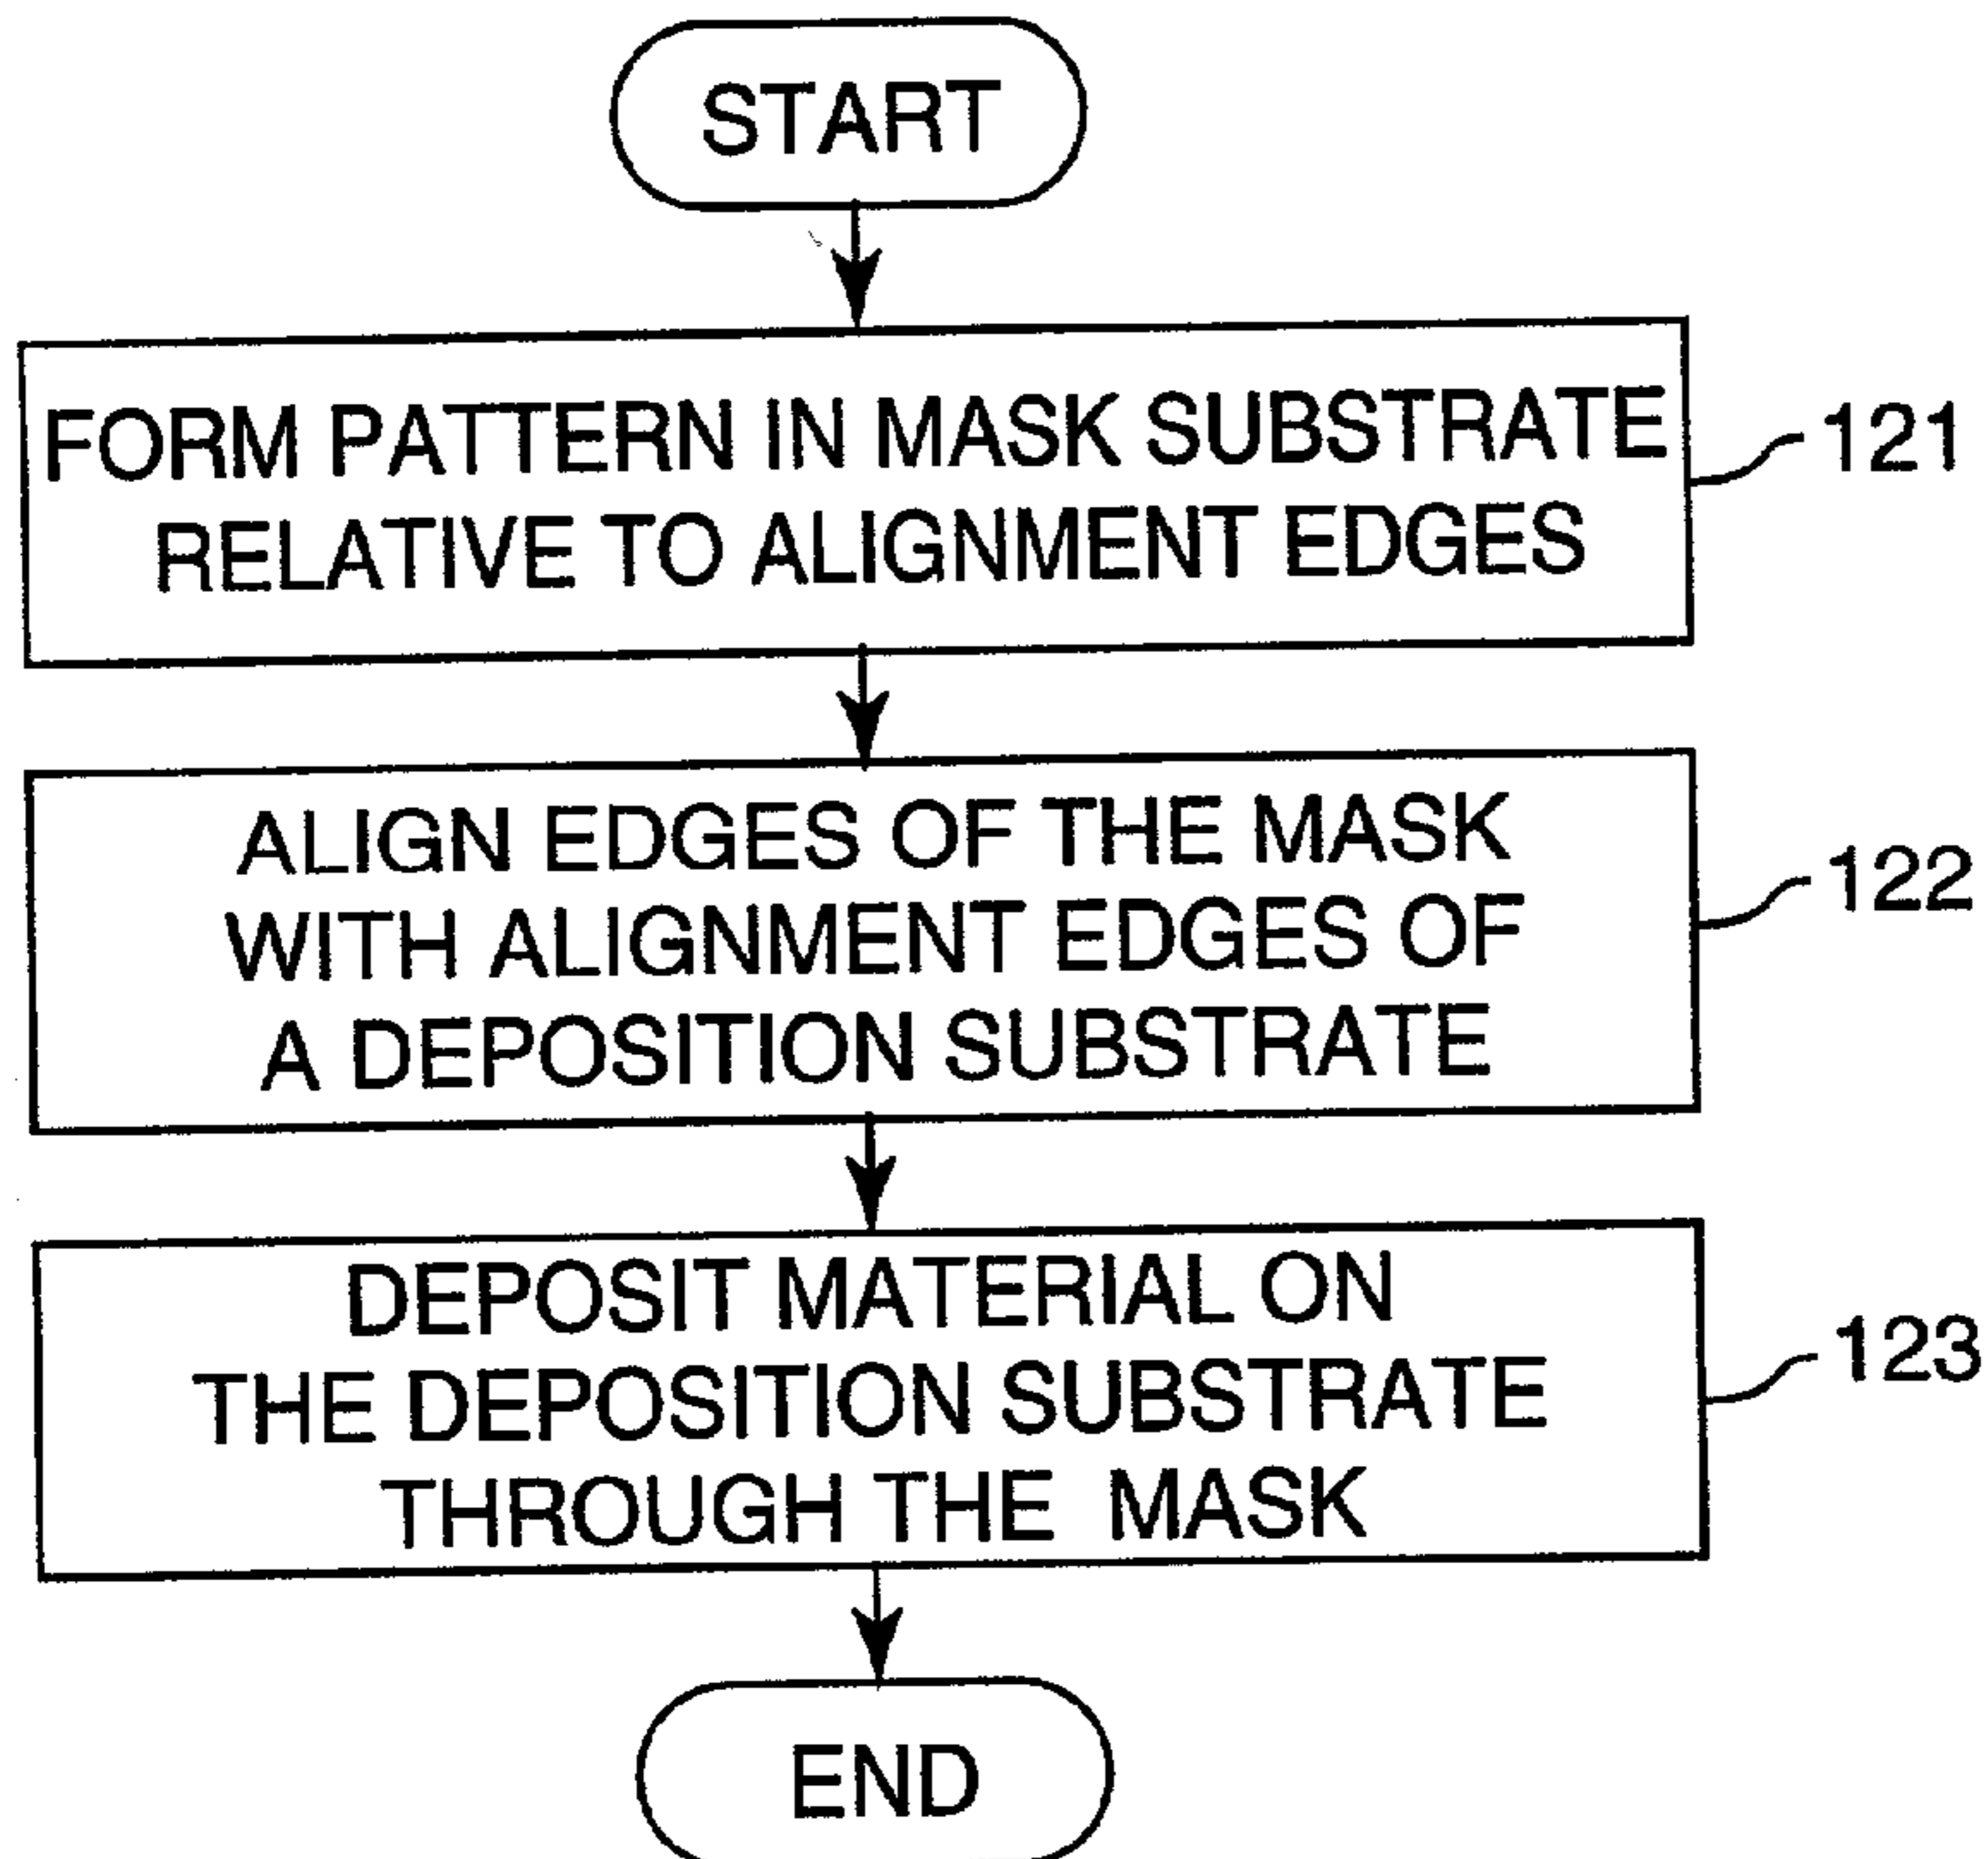 START
FORM PATTERN IN MASK SUBSTRATE
RELATIVE TO ALIGNMENT EDGES
121
ALIGN EDGES OF THE MASK
WITH ALIGNMENT EDGES OF
A DEPOSITION SUBSTRATE
122
DEPOSIT MATERIAL ON
THE DEPOSITION SUBSTRATE
THROUGH THE MASK
123
END